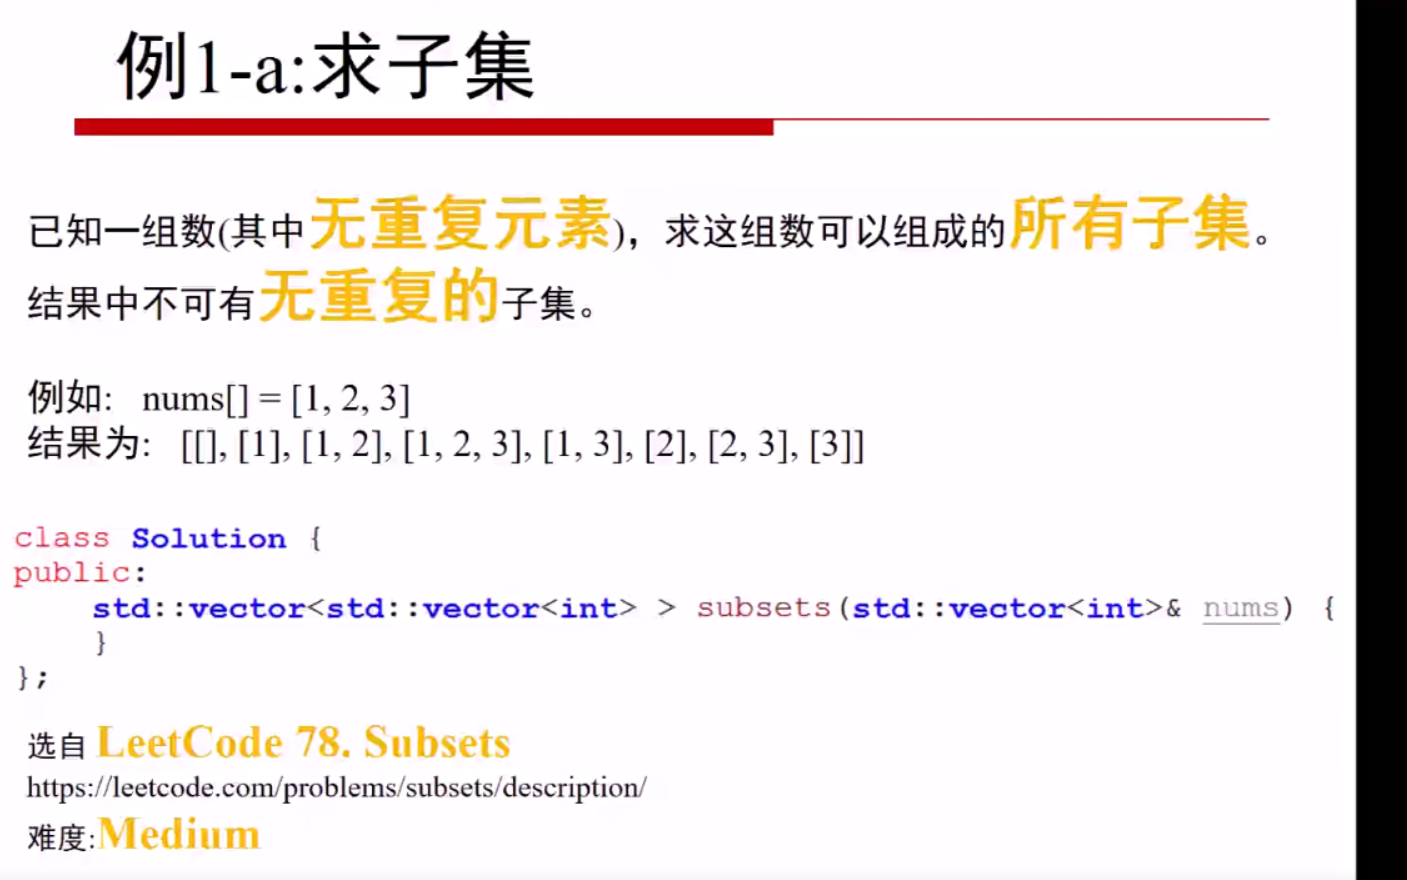 例1-a:求子集
已知一组数(其中无重复元素)，求这组数可以组成的所有子集。
结果中不可有无重复的子集。
例如: nums[] = [1, 2, 3]
结果为: [[], [1], [1, 2], [1, 2, 3], [1, 3], [2], [2, 3], [3]]
class Solution {
public:
    std::vector<std::vector<int> > subsets(std::vector<int>& nums) {
    }
};
选自 LeetCode 78. Subsets
https://leetcode.com/problems/subsets/description/
难度:Medium